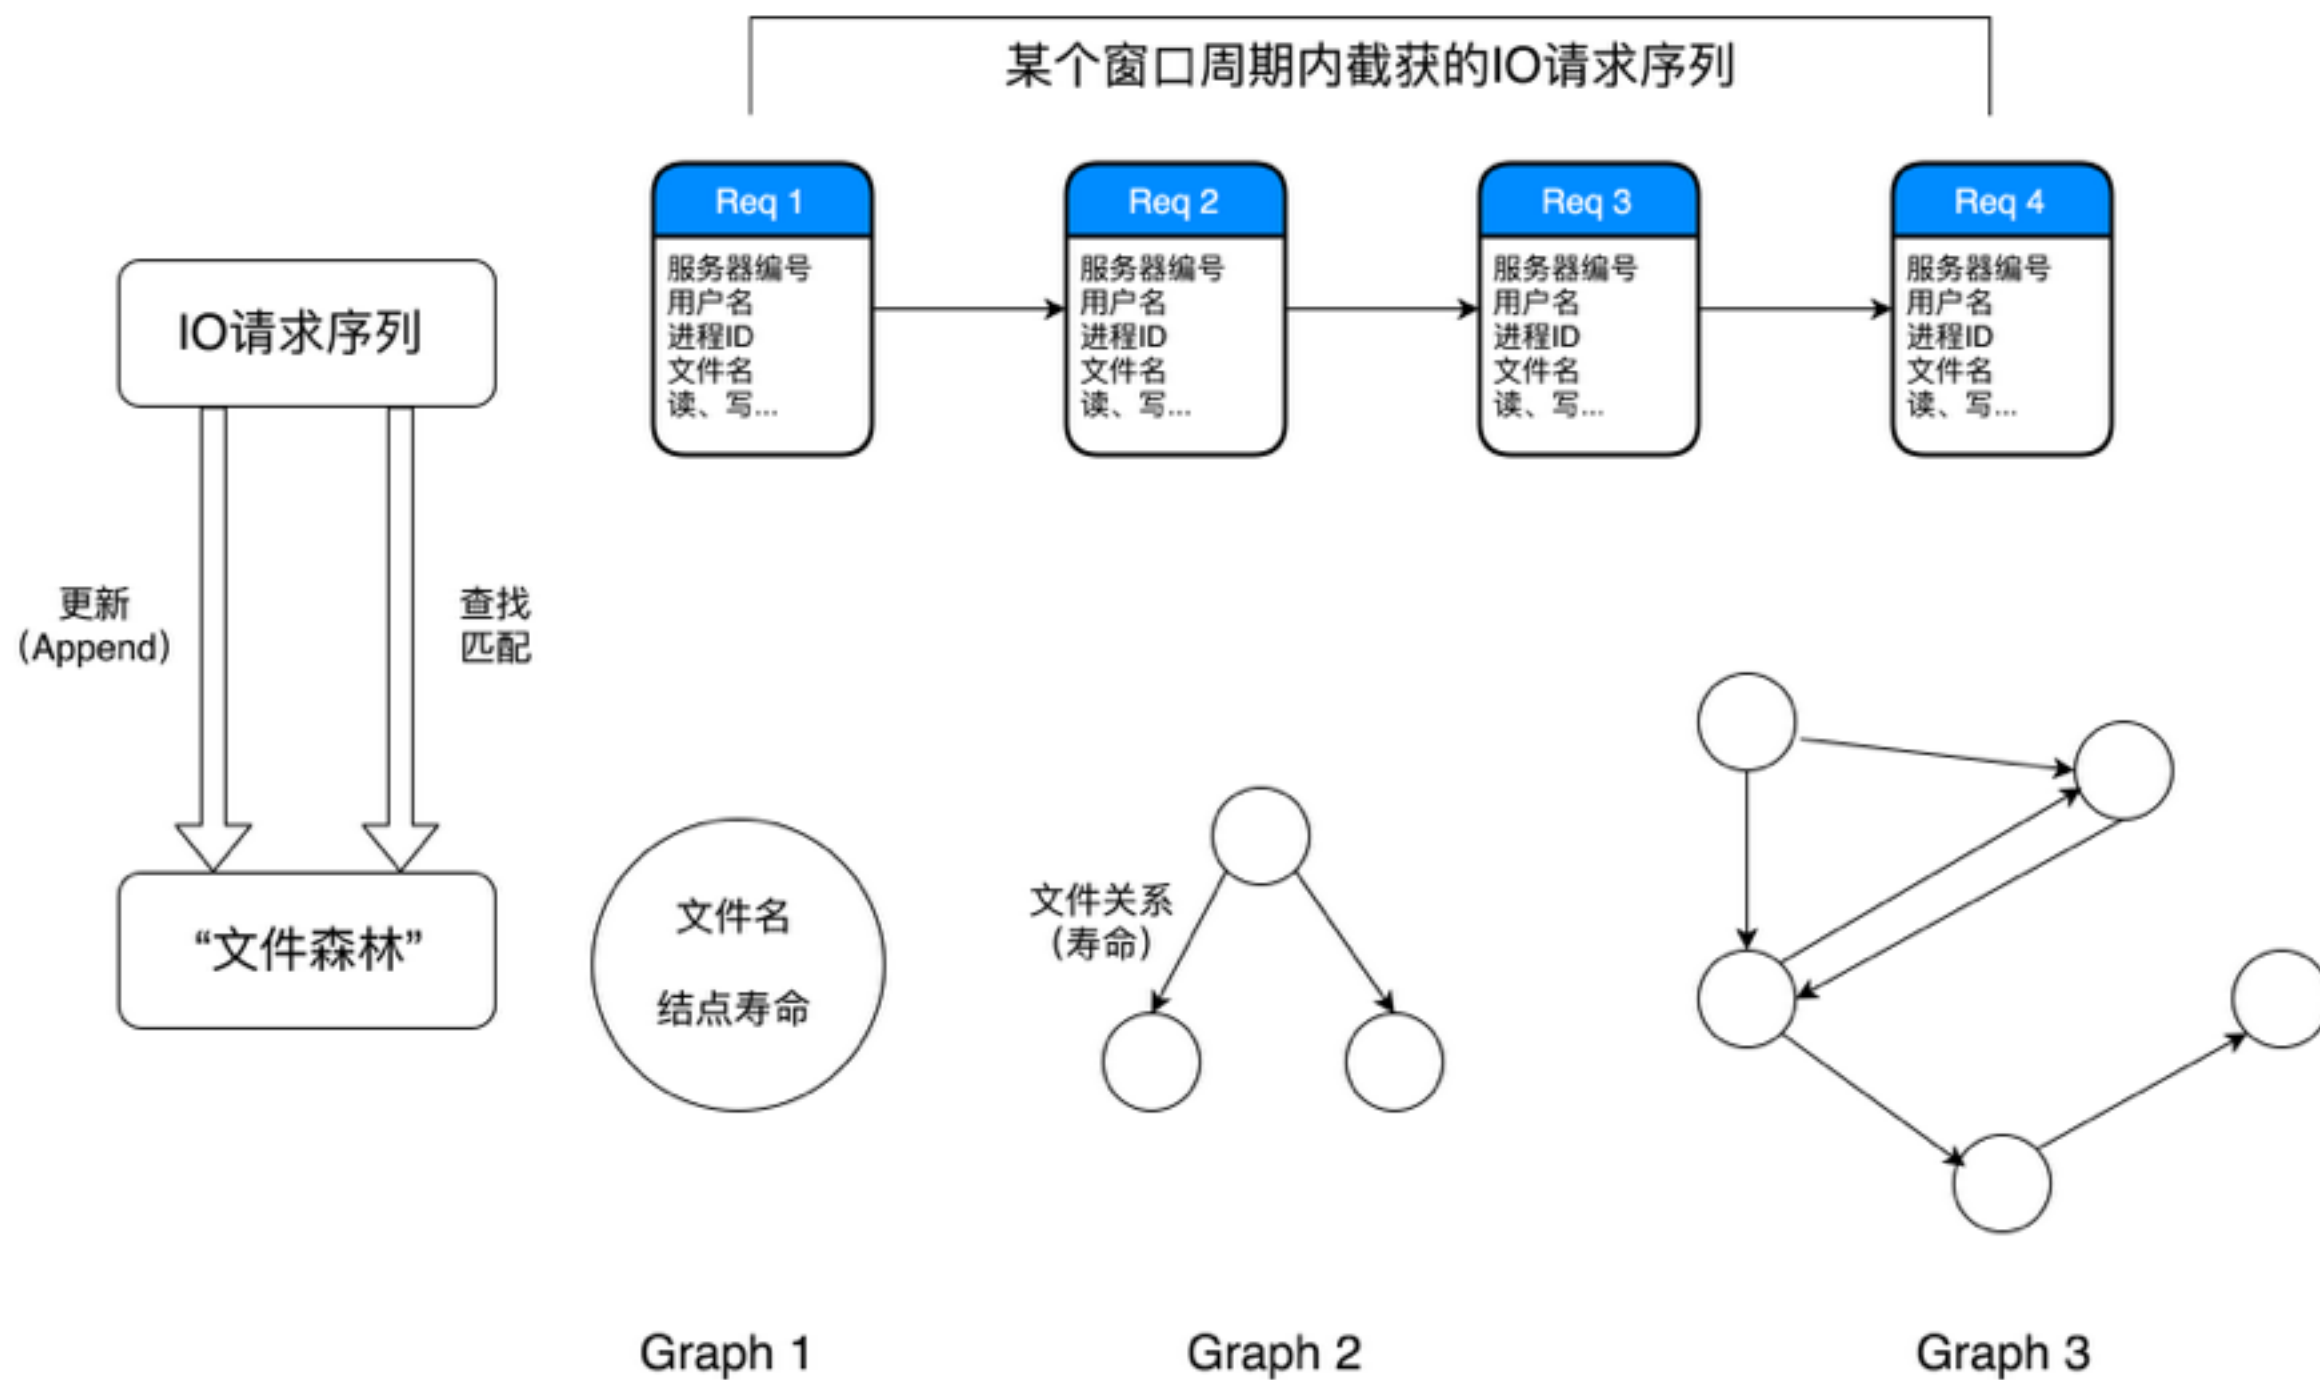 某个窗口周期内截获的IO请求序列
Req 1
服务器编号
用户名
进程ID
文件名
读、写...
Req 2
服务器编号
用户名
进程ID
文件名
读、写...
Req 3
服务器编号
用户名
进程ID
文件名
读、写...
Req 4
服务器编号
用户名
进程ID
文件名
读、写...
IO请求序列
更新
（Append）
查找
匹配
“文件森林”
文件名
结点寿命
文件关系
（寿命）
Graph 1
Graph 2
Graph 3